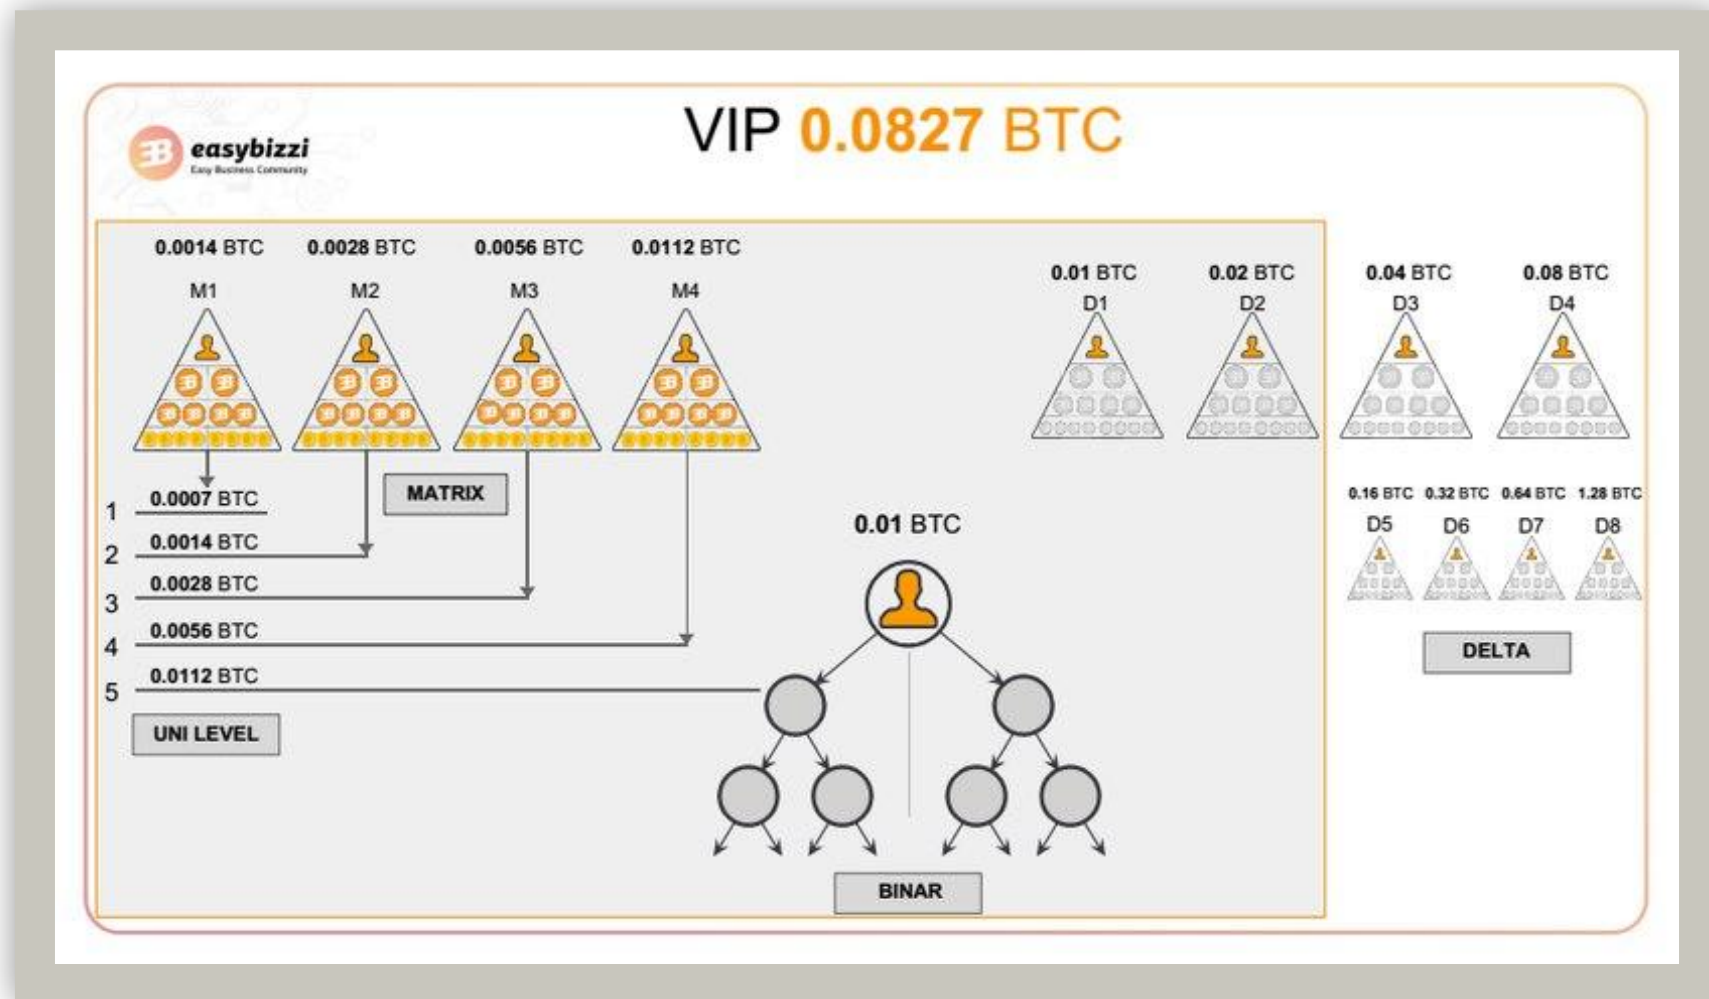 VIP 0.0827 BTC
easybizzi
Easy Business Community
0.0014 BTC
0.0028 BTC
0.0056 BTC
0.0112 BTC
M1
M2
M3
M4
0.01 BTC
0.02 BTC
0.04 BTC
0.08 BTC
D1
D2
D3
D4
MATRIX
1
0.0007 BTC
2
0.0014 BTC
3
0.0028 BTC
4
0.0056 BTC
5
0.0112 BTC
UNI LEVEL
0.01 BTC
BINAR
0.16 BTC
0.32 BTC
0.64 BTC
1.28 BTC
D5
D6
D7
D8
DELTA